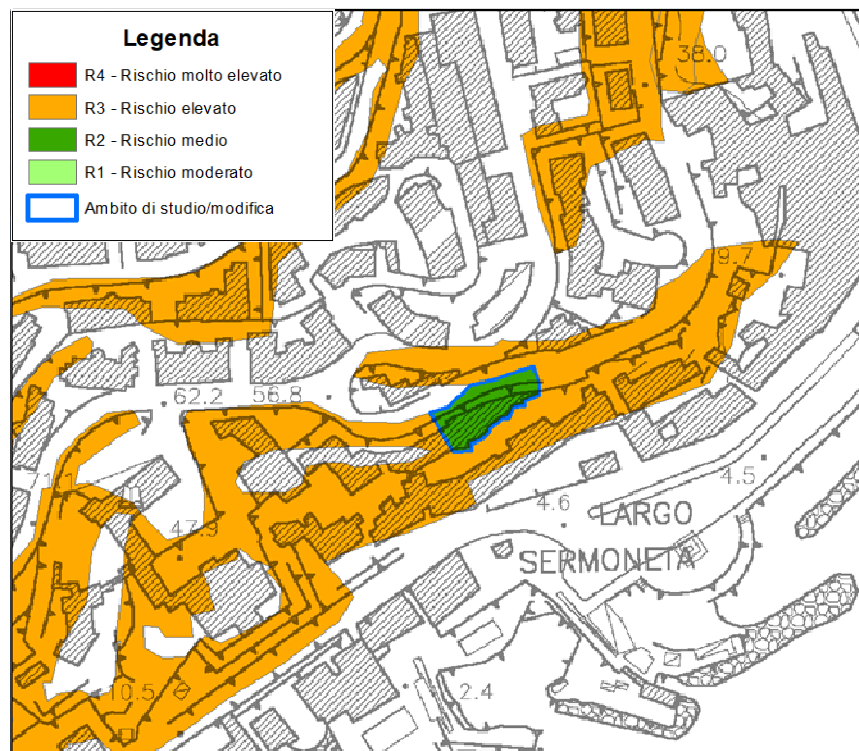 Legenda
R4 - Rischio molto elevato
R3 - Rischio elevato
R2 - Rischio medio
R1 - Rischio moderato
Ambito di studio/modifica
38.0
9.7
62.2
56.8
47.9
4.6
4.5
LARGO
SERMONETA
10.5
2.4